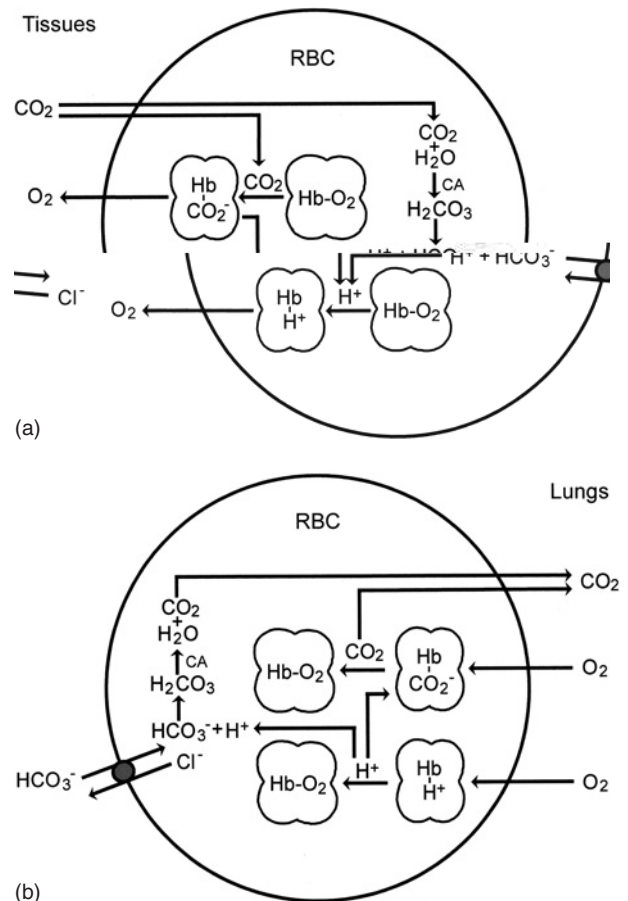 Tissues
RBC
CO₂
CO₂
+
H₂O
CA
H₂CO₃
O₂
Hb
CO₂⁻
CO₂
Hb-O₂
H⁺ + HCO₃⁻
Cl⁻
O₂
Hb
H⁺
H⁺
Hb-O₂
(a)
Lungs
RBC
CO₂
CO₂
+
H₂O
CA
H₂CO₃
HCO₃⁻+H⁺
Cl⁻
HCO₃⁻
CO₂
Hb-O₂
Hb
CO₂⁻
O₂
H⁺
Hb-O₂
Hb
H⁺
O₂
(b)